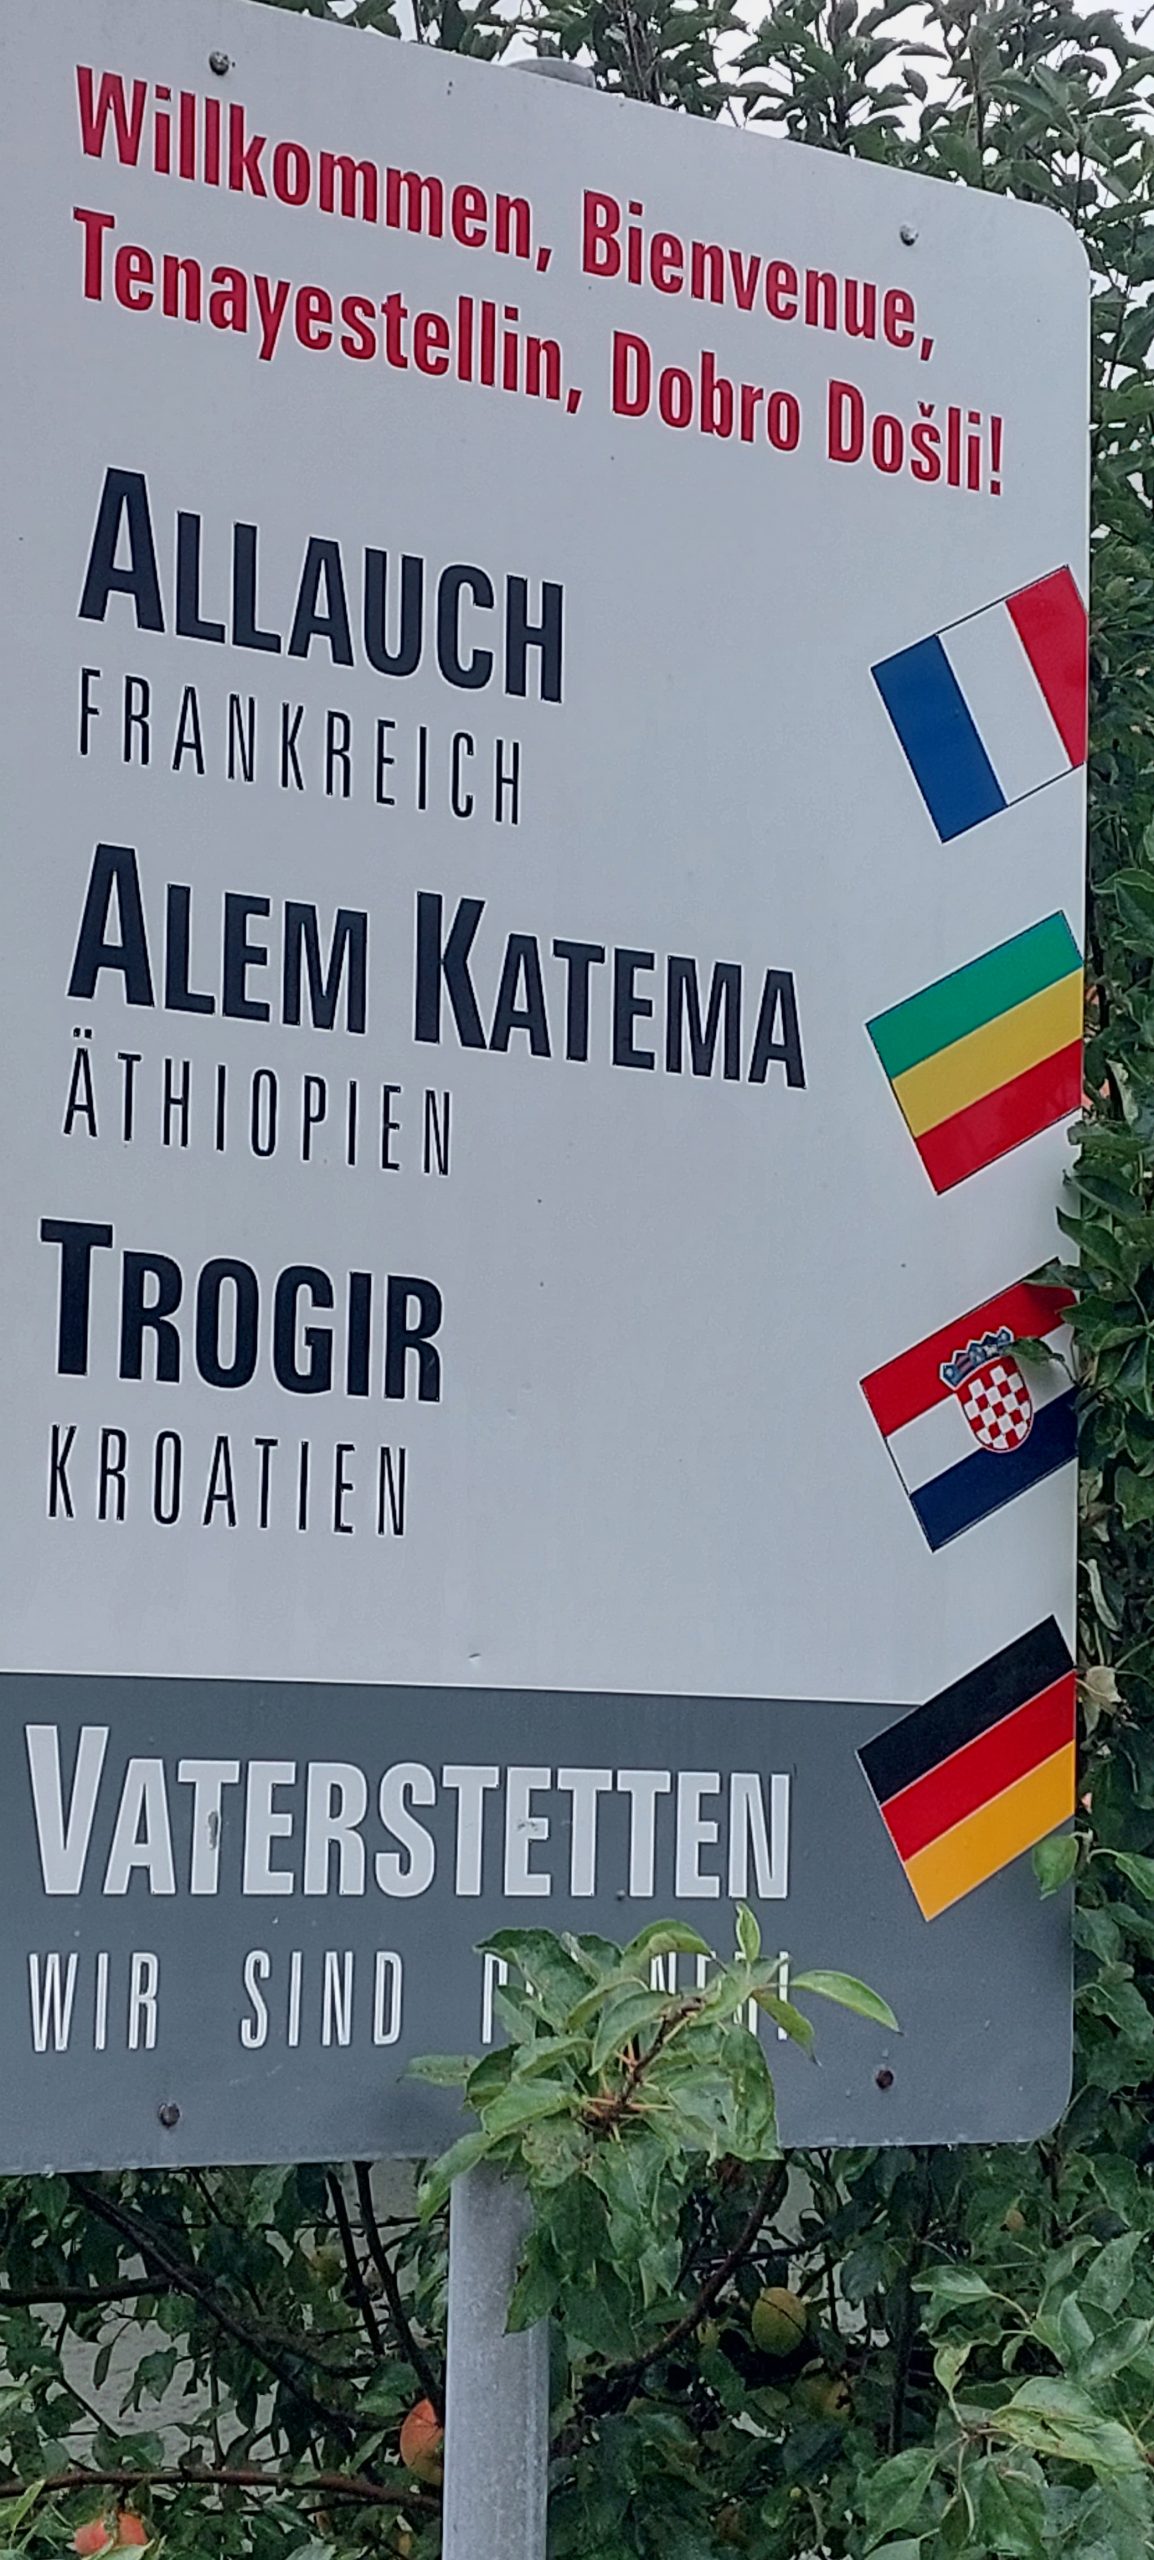 Willkommen, Bienvenue,
Tenayestellin, Dobro Došli!
ALLAUCH
FRANKREICH
ALEM KATEMA
ÄTHIOPIEN
TROGIR
KROATIEN
VATERSTETTEN
WIR SIND